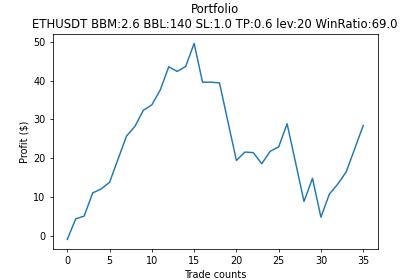 Portfolio
ETHUSDT BBM:2.6 BBL:140 SL:1.0 TP:0.6 lev:20 WinRatio:69.0
50
40
30
20
10
0
Profit ($)
0 5 10 15 20 25 30 35
Trade counts